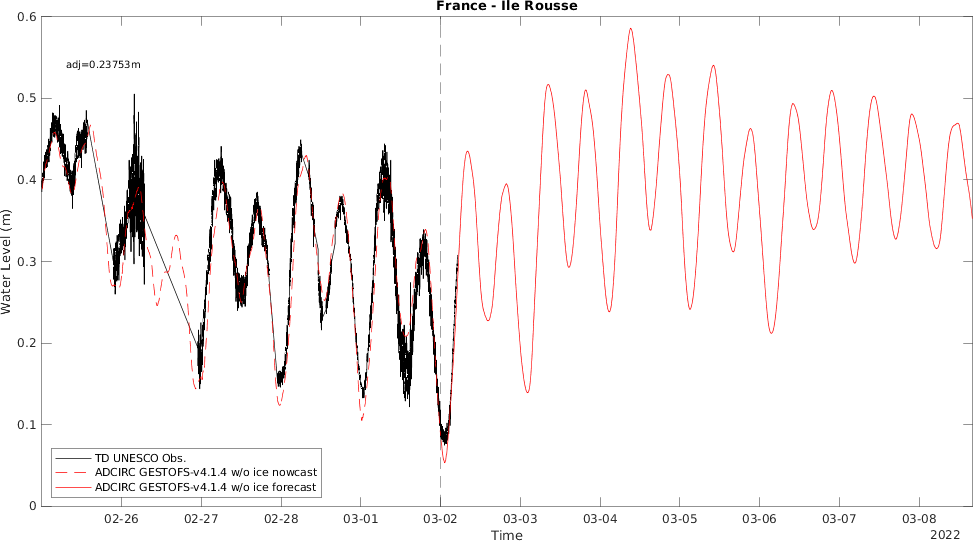 France - Ile Rousse
adj=0.23753m
Water Level (m)
0.6
0.5
0.4
0.3
0.2
0.1
0
TD UNESCO Obs.
ADCIRC GESTOFS-v4.1.4 w/o ice nowcast
ADCIRC GESTOFS-v4.1.4 w/o ice forecast
02-26 02-27 02-28 03-01 03-02 03-03 03-04 03-05 03-06 03-07 03-08
2022
Time